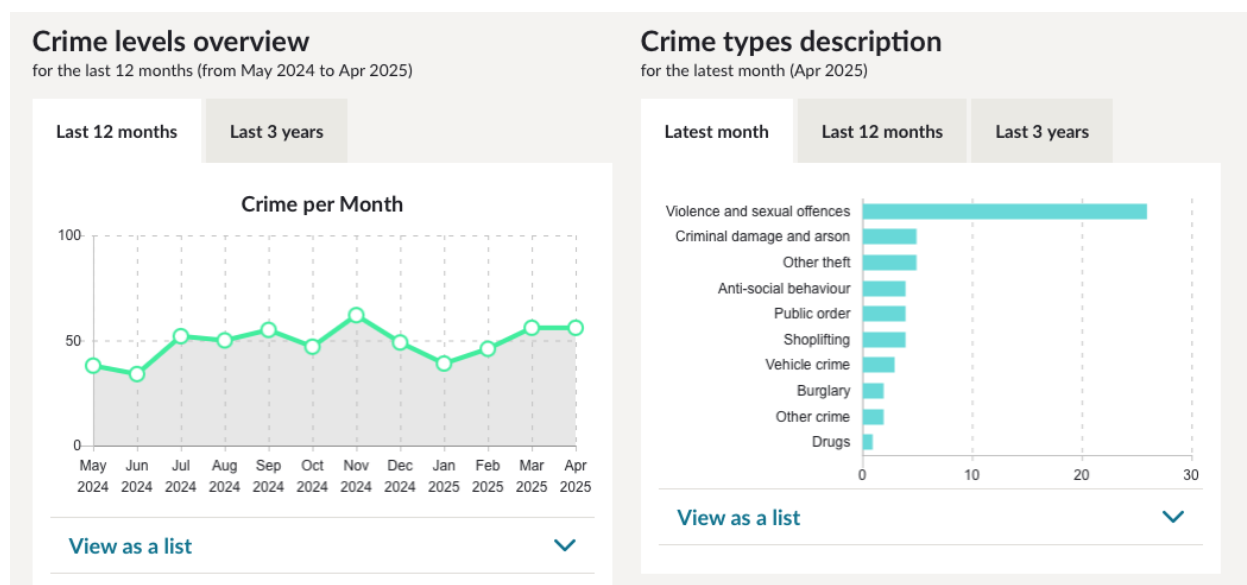 Crime levels overview
for the last 12 months (from May 2024 to Apr 2025)
Last 12 months
Last 3 years
Crime per Month
100
50
0
May Jun Jul Aug Sep Oct Nov Dec Jan Feb Mar Apr
2024 2024 2024 2024 2024 2024 2024 2024 2025 2025 2025 2025
View as a list
Crime types description
for the latest month (Apr 2025)
Latest month
Last 12 months
Last 3 years
Violence and sexual offences
Criminal damage and arson
Other theft
Anti-social behaviour
Public order
Shoplifting
Vehicle crime
Burglary
Other crime
Drugs
0 10 20 30
View as a list